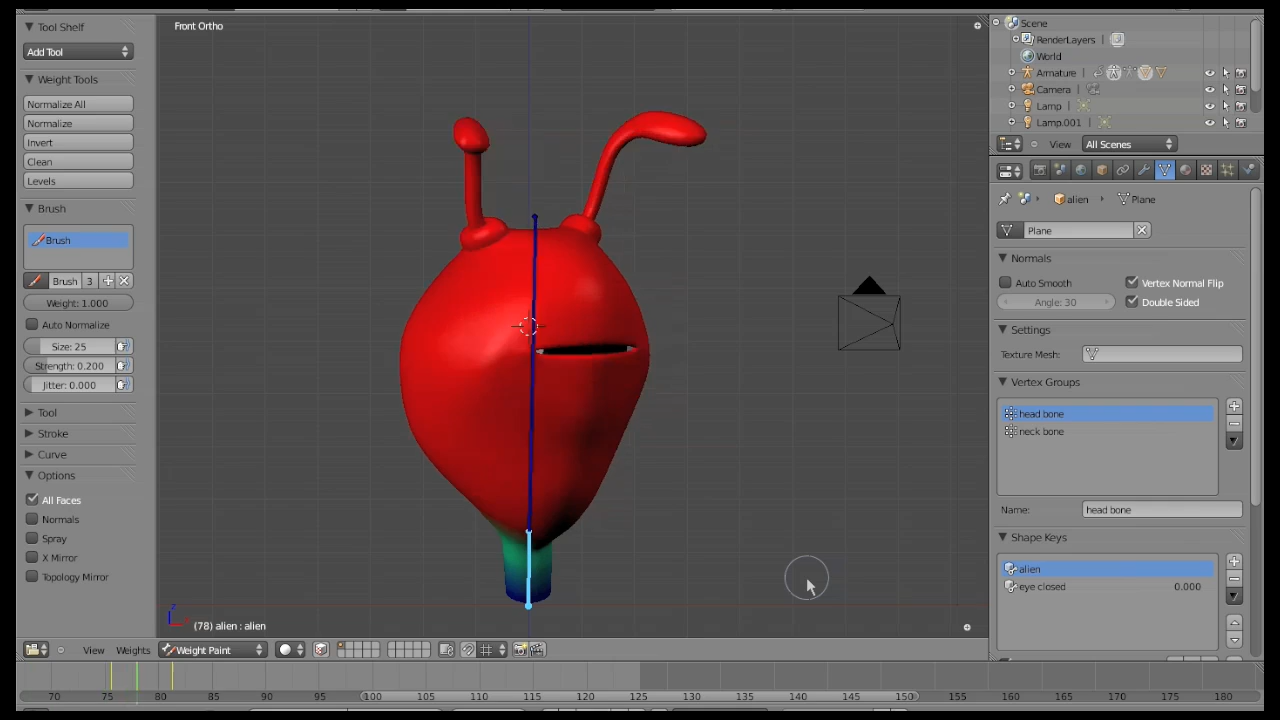 Tool Shelf
Add Tool
Weight Tools
Normalize All
Normalize
Invert
Clean
Levels
Brush
Brush
Brush 3
Weight: 1.000
Auto Normalize
Size: 25
Strength: 0.200
Jitter: 0.000
Tool
Stroke
Curve
Options
All Faces
Normals
Spray
X Mirror
Topology Mirror
Front Ortho
z
(78) alien : alien
View Weights Weight Paint
70 75 80 85 90 95 100 105 110 115 120 125 130 135 140 145 150 155 160 165 170 175 180
Scene
RenderLayers
World
Armature
Camera
Lamp
Lamp.001
View All Scenes
alien Plane
Plane
Normals
Auto Smooth Vertex Normal Flip
Angle: 30 Double Sided
Settings
Texture Mesh:
Vertex Groups
head bone
neck bone
Name: head bone
Shape Keys
alien
eye closed 0.000